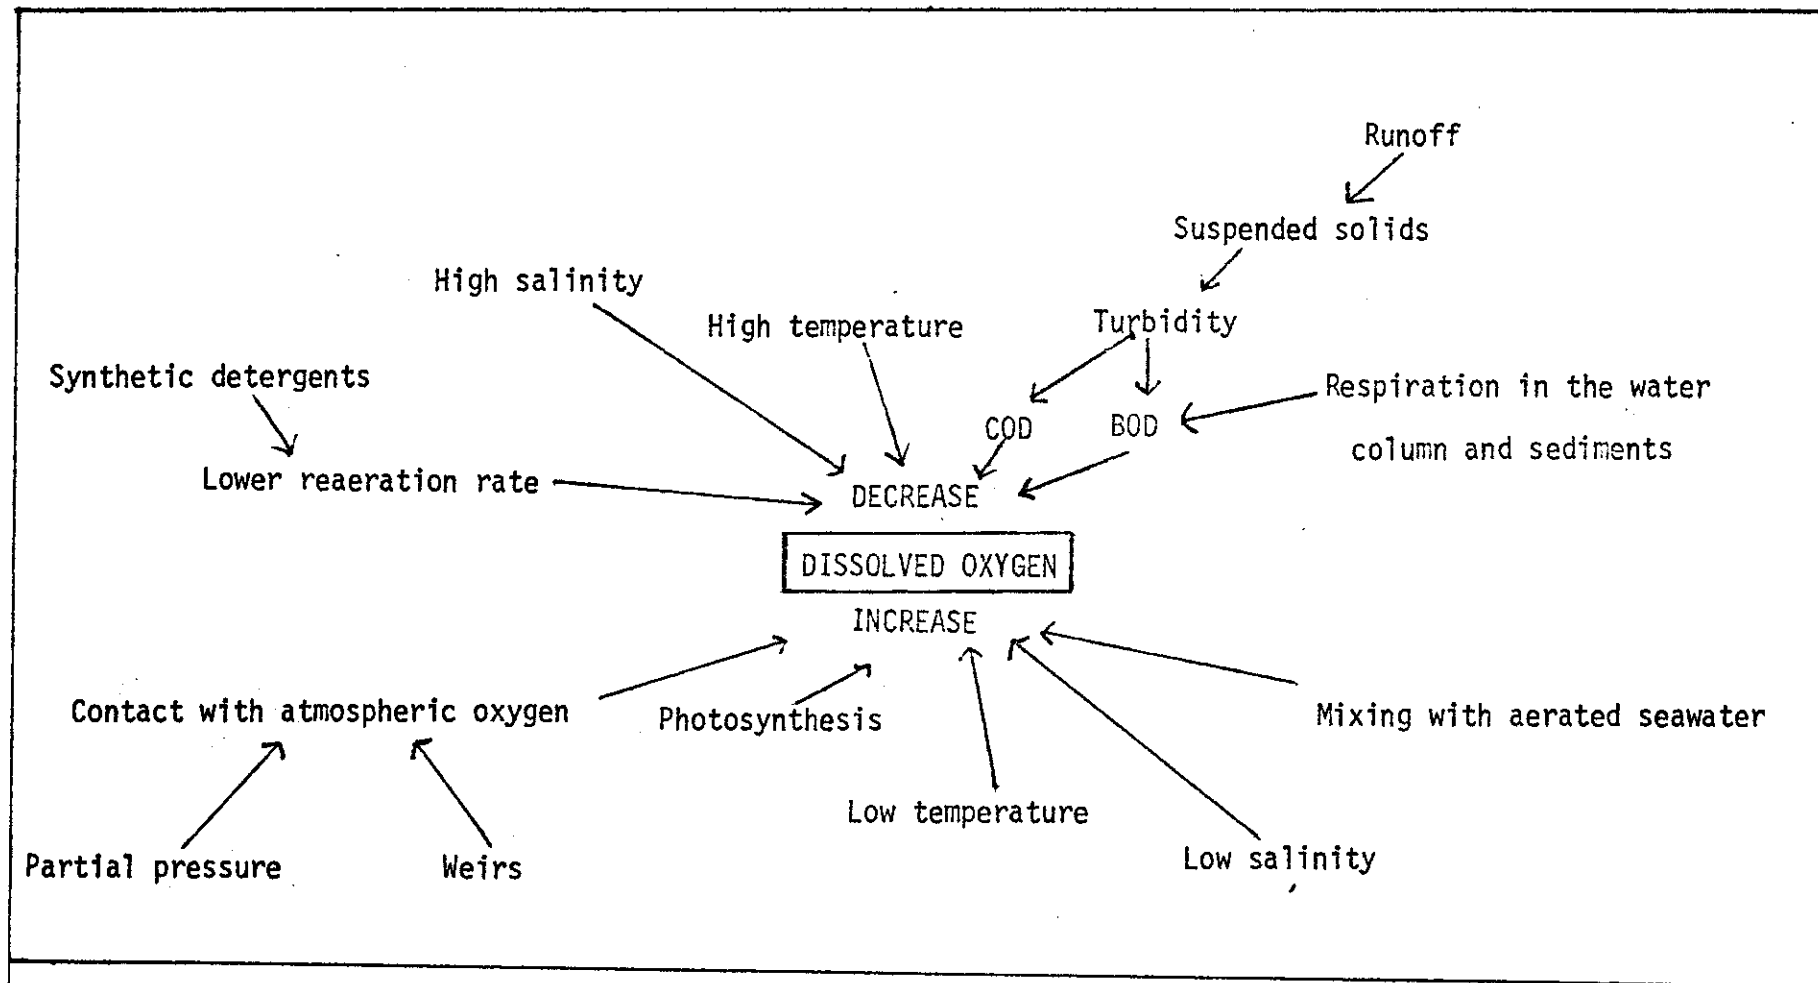 Runoff
Suspended solids
High salinity
High temperature
Turbidity
Synthetic detergents
Respiration in the water
column and sediments
COD
BOD
Lower reaeration rate
DECREASE
DISSOLVED OXYGEN
INCREASE
Contact with atmospheric oxygen
Photosynthesis
Mixing with aerated seawater
Low temperature
Partial pressure
Weirs
Low salinity